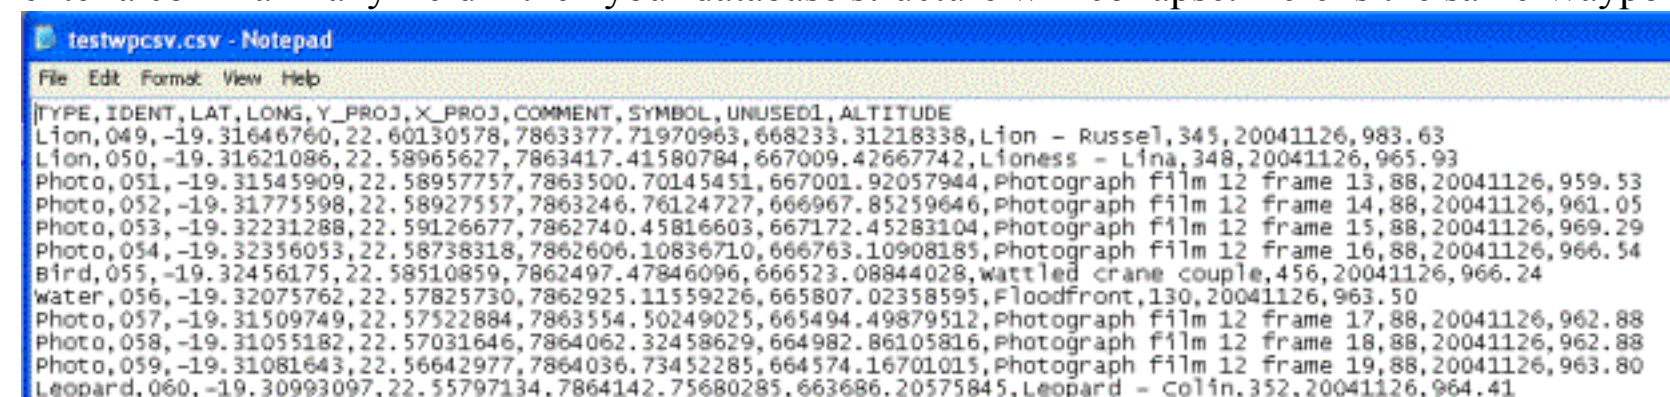 testwpcsv.csv - Notepad
File Edit Format View Help
TYPE,IDENT,LAT,LONG,Y_PROJ,X_PROJ,COMMENT,SYMBOL,UNUSED1,ALTITUDE
Lion,049,-19.31646760,22.60130578,7863377.71970963,668233.31218338,Lion - Russel,345,20041126,983.63
Lion,050,-19.31621086,22.58965627,7863417.41580784,667009.42667742,Lioness - Lina,348,20041126,965.93
Photo,051,-19.31545909,22.58957757,7863500.70145451,667001.92057944,Photograph film 12 frame 13,88,20041126,959.53
Photo,052,-19.31775598,22.58927557,7863246.76124727,666967.85259646,Photograph film 12 frame 14,88,20041126,961.05
Photo,053,-19.32231288,22.59126677,7862740.45816603,667172.45283104,Photograph film 12 frame 15,88,20041126,969.29
Photo,054,-19.32356053,22.58738318,7862606.10836710,666763.10908185,Photograph film 12 frame 16,88,20041126,966.54
Bird,055,-19.32456175,22.58510859,7862497.47846096,666523.08844028,Wattled crane couple,456,20041126,966.24
Water,056,-19.32075762,22.57825730,7862925.11559226,665807.02358595,Floodfront,130,20041126,963.50
Photo,057,-19.31509749,22.57522884,7863554.50249025,665494.49879512,Photograph film 12 frame 17,88,20041126,962.88
Photo,058,-19.31055182,22.57031646,7864062.32458629,664982.86105816,Photograph film 12 frame 18,88,20041126,962.88
Photo,059,-19.31081643,22.56642977,7864036.73452285,664574.16701015,Photograph film 12 frame 19,88,20041126,963.80
Leopard,060,-19.30993097,22.55797134,7864142.75680285,663686.20575845,Leopard - Colin,352,20041126,964.41